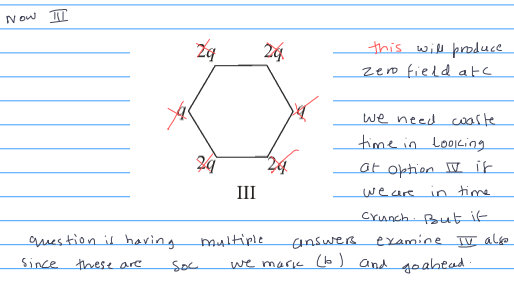 Now III
2q 2q
this will produce
zero field at C
q q
we need waste
time in looking
2q 2q
at option IV if
III
we are in time
crunch. But if
question is having multiple answers examine IV also
since these are soc we mark (b) and go ahead.